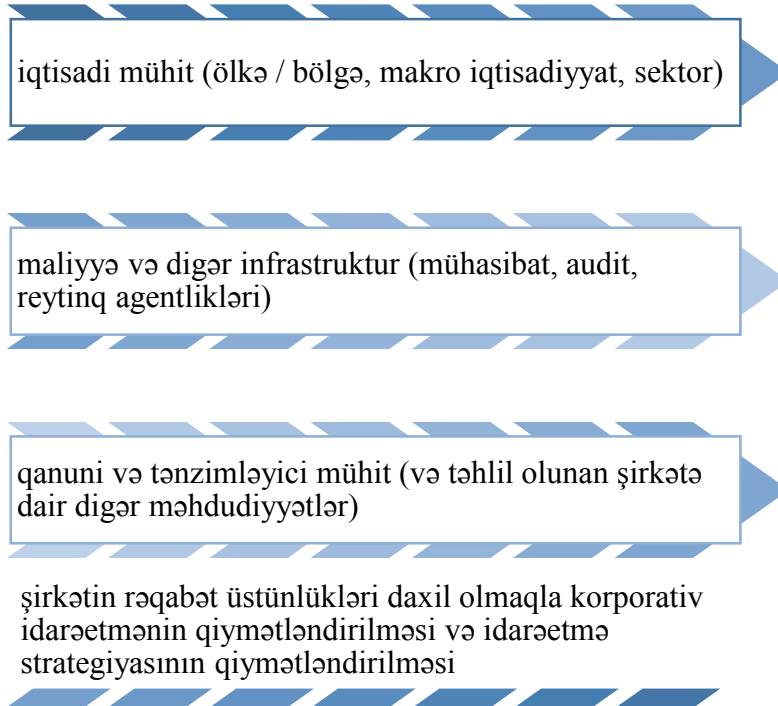 iqtisadi mühit (ölkə / bölgə, makro iqtisadiyyat, sektor)
maliyyə və digər infrastruktur (mühasibat, audit,
reytinq agentlikləri)
qanuni və tənzimləyici mühit (və təhlil olunan şirkətə
dair digər məhdudiyyətlər)
şirkətin rəqabət üstünlükləri daxil olmaqla korporativ
idarəetmənin qiymətləndirilməsi və idarəetmə
strategiyasının qiymətləndirilməsi